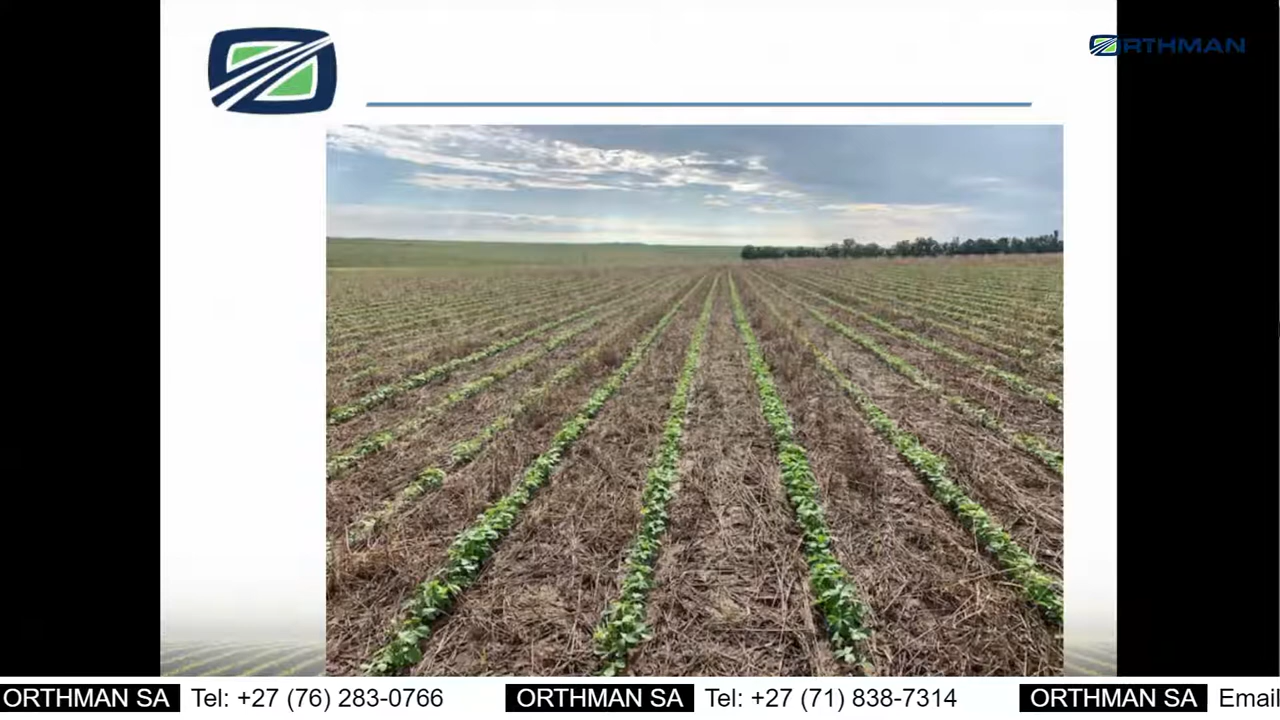 ORTHMAN
ORTHMAN SA Tel: +27 (76) 283-0766 ORTHMAN SA Tel: +27 (71) 838-7314 ORTHMAN SA Email